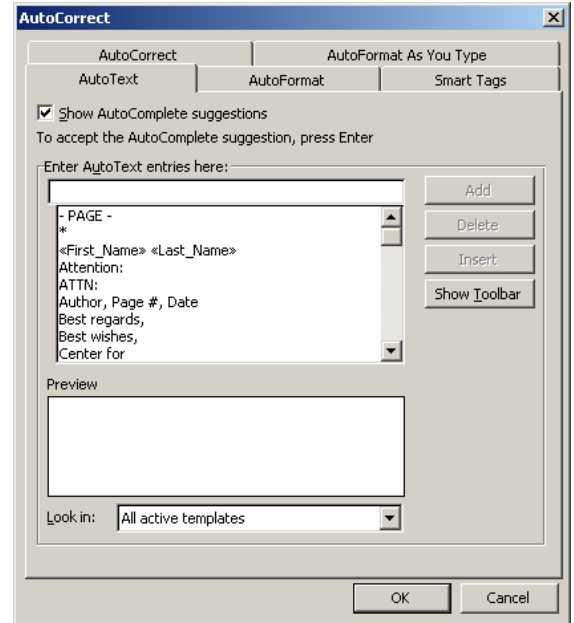 AutoCorrect
AutoCorrect AutoFormat As You Type
AutoText AutoFormat Smart Tags
Show AutoComplete suggestions
To accept the AutoComplete suggestion, press Enter
Enter AutoText entries here:
Add
- PAGE -
*
Delete
«First_Name» «Last_Name»
Attention:
Insert
ATTN:
Author, Page #, Date
Show Toolbar
Best regards,
Best wishes,
Center for
Preview
Look in: All active templates
OK Cancel